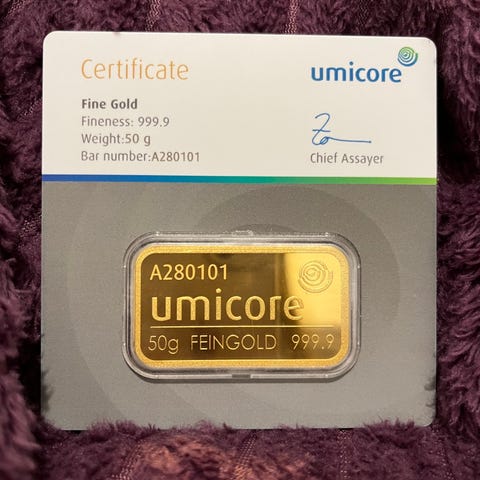 Certificate
umicore
Fine Gold
Fineness: 999.9
Weight:50 g
Bar number:A280101
Chief Assayer
A280101
umicore
50g FEINGOLD 999.9